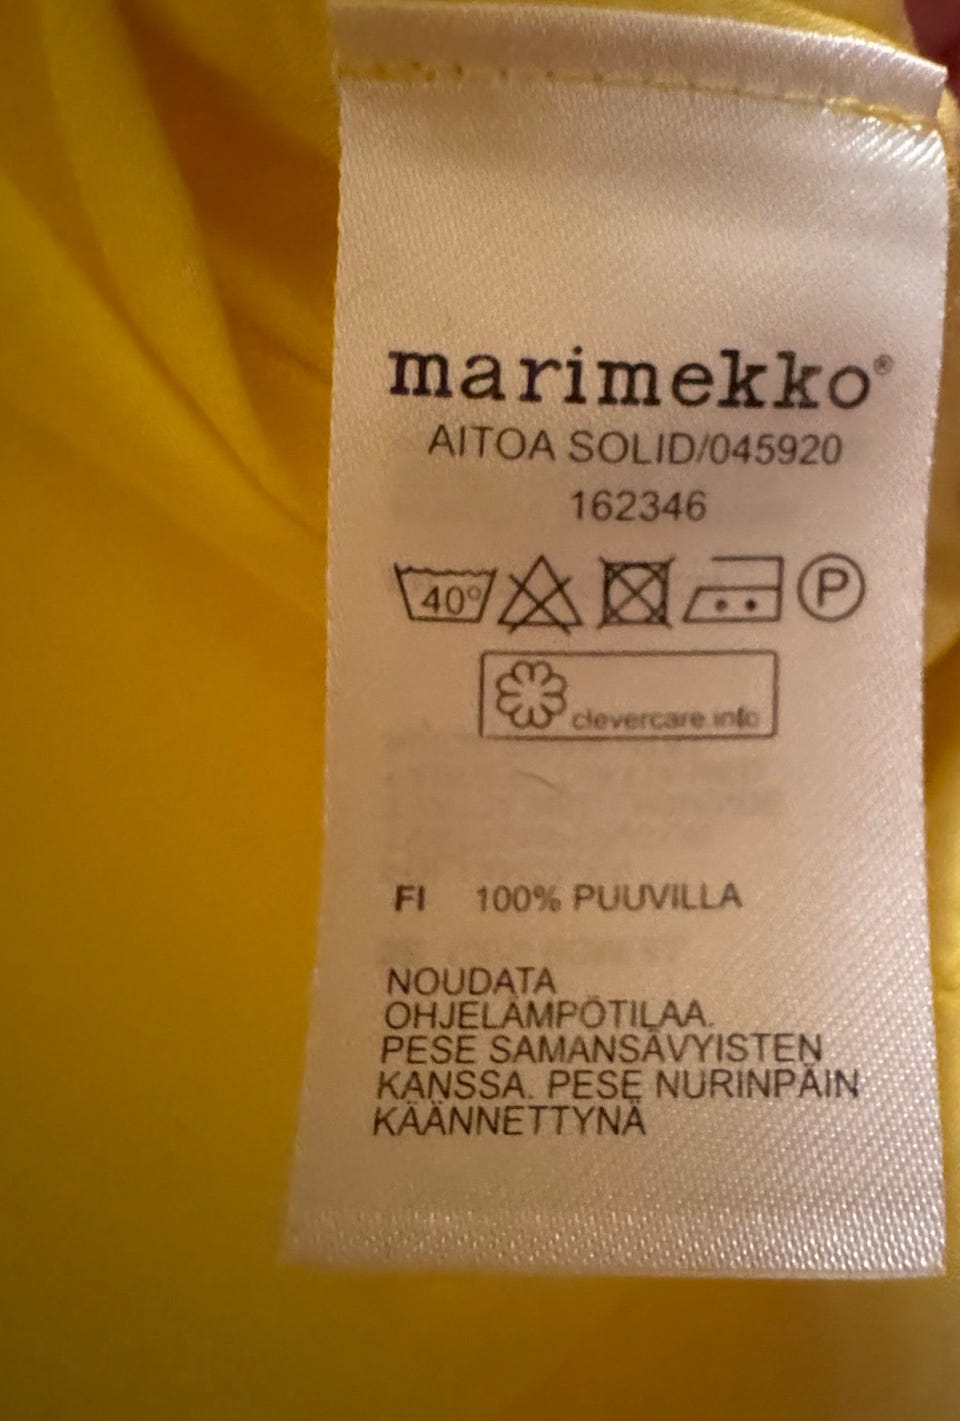 marimekko®
AITOA SOLID/045920
162346
40°
P
clevercare.info
FI 100% PUUVILLA
NOUDATA
OHJELÄMPÖTILAA.
PESE SAMANSÄVYISTEN
KANSSA. PESE NURINPÄIN
KÄÄNNETTYNÄ